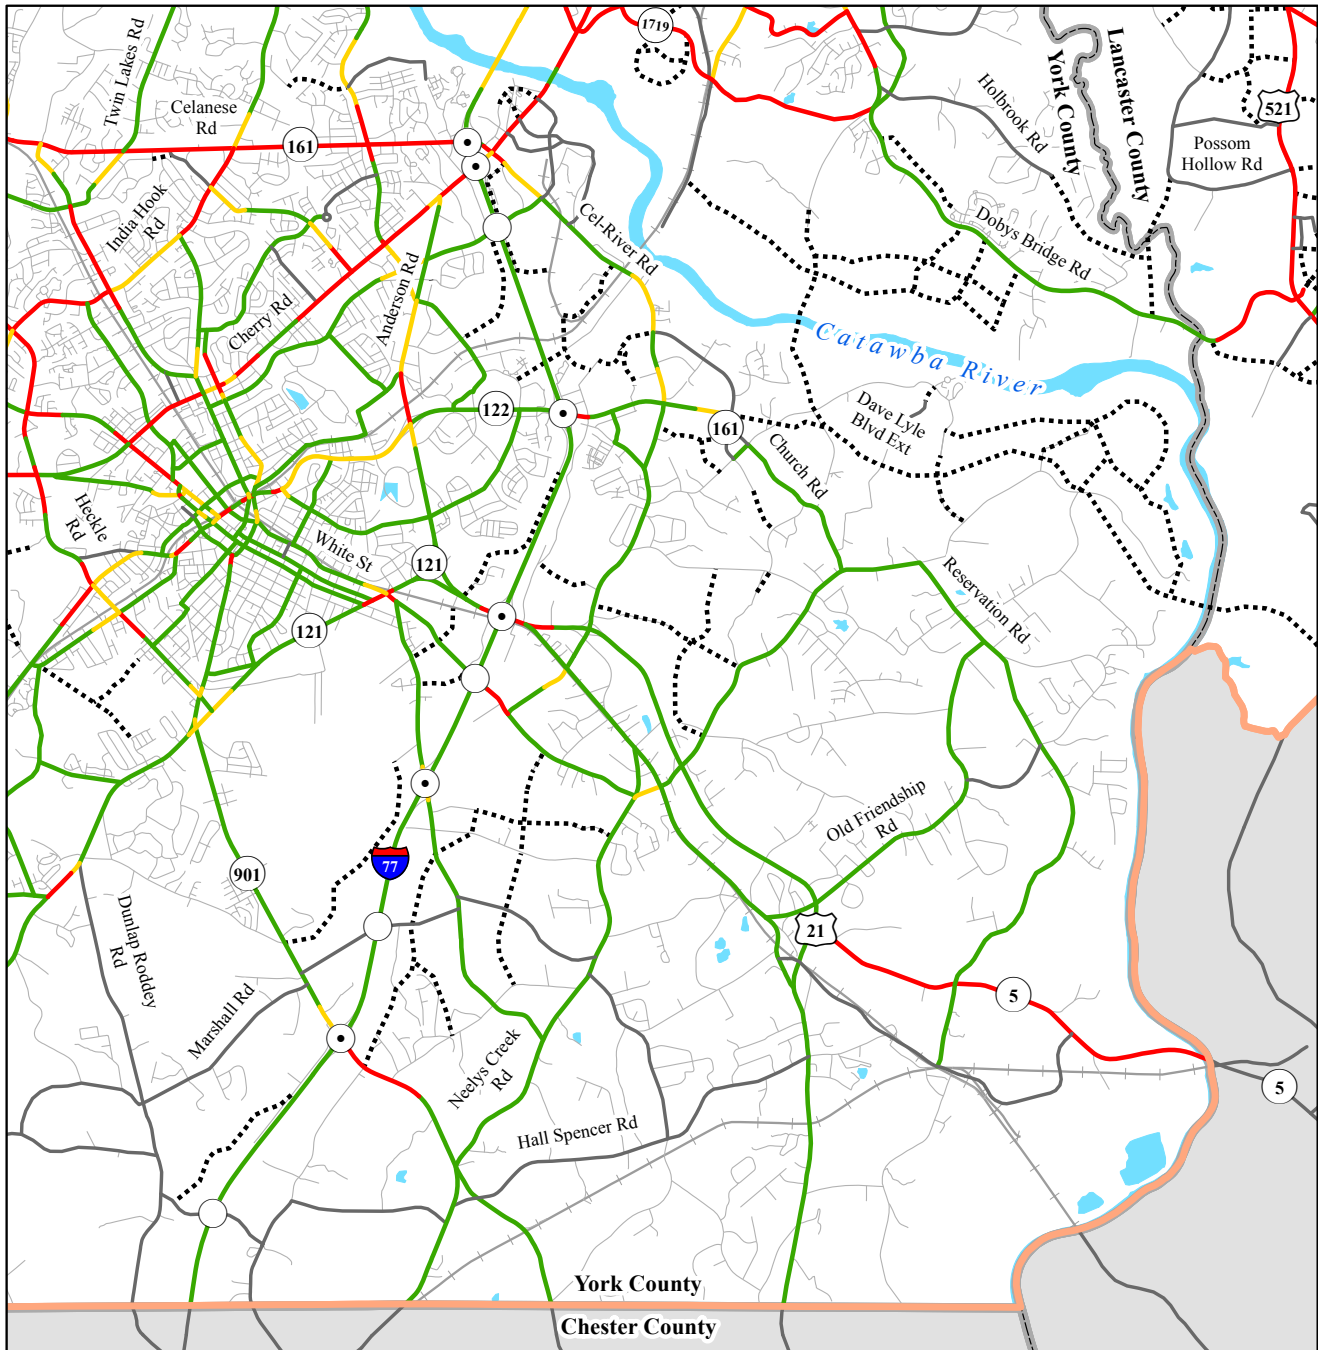 1719
Twin Lakes Rd
Celanese
Rd
161
Holbrook Rd
York County
Lancaster County
521
Possom
Hollow Rd
India Hook
Rd
Cel-River Rd
Dobys Bridge Rd
Anderson Rd
Cherry Rd
Catawba River
122
161
Dave Lyle
Blvd Ext
Church Rd
Heckle
Rd
White St
121
121
Reservation Rd
Old Friendship
Rd
77
901
21
Dunlap Roddey
Rd
Marshall Rd
5
Neelys Creek
Rd
5
Hall Spencer Rd
York County
Chester County